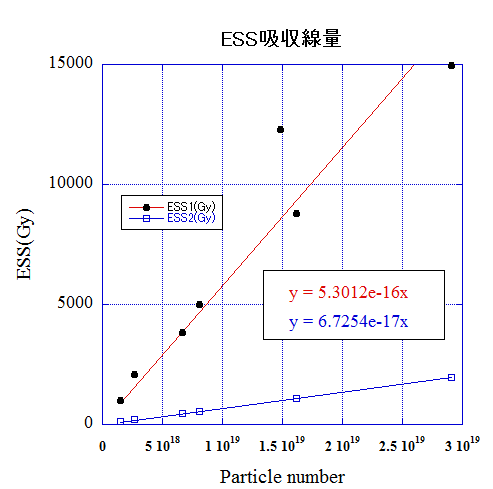 ESS吸収線量
ESS(Gy)
15000
10000
5000
0
ESS1(Gy)
ESS2(Gy)
y = 5.3012e-16x
y = 6.7254e-17x
0 5 10^18 1 10^19 1.5 10^19 2 10^19 2.5 10^19 3 10^19
Particle number